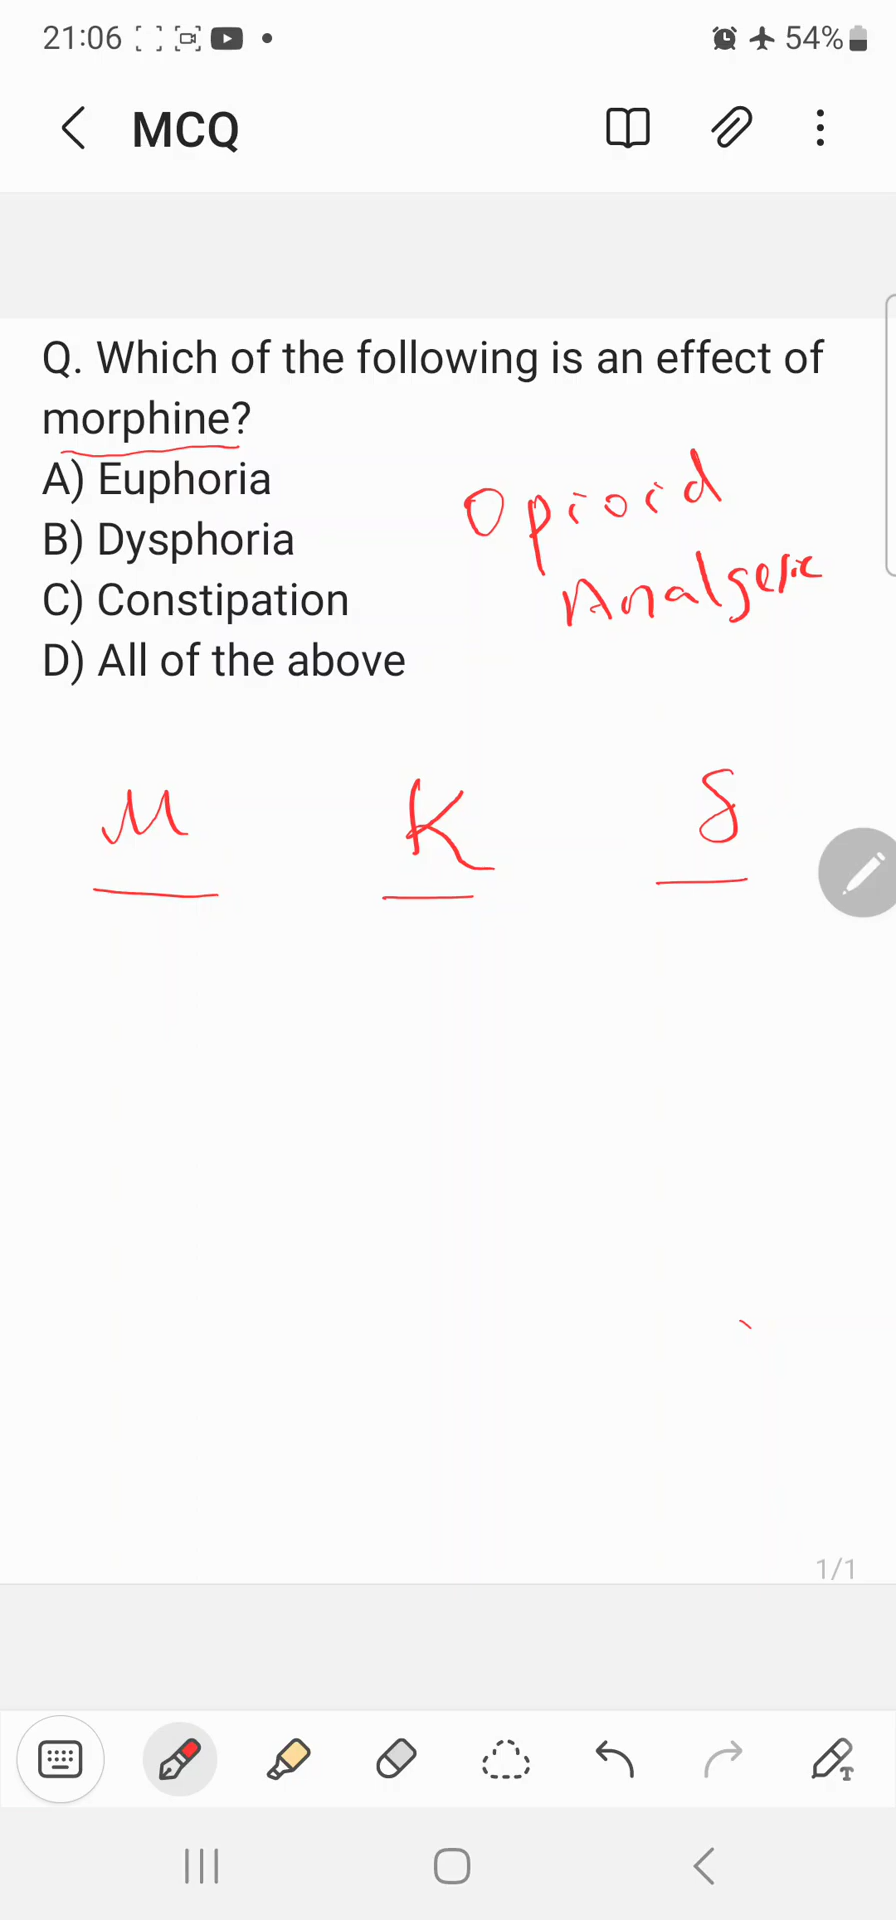 21:06 54%
MCQ
Q. Which of the following is an effect of
morphine?
A) Euphoria
B) Dysphoria
C) Constipation
D) All of the above
Opioid
Analgesic
μ K δ
1/1
T